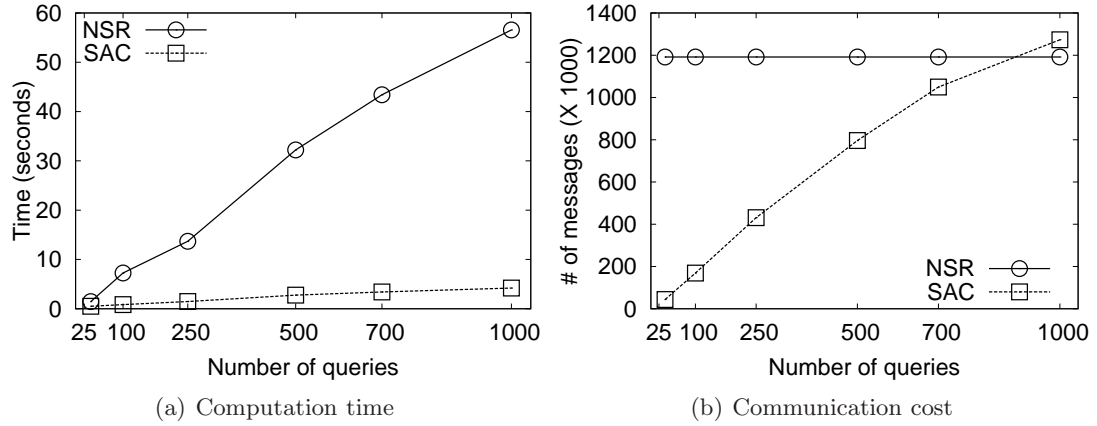 NSR
SAC
60
50
40
30
20
10
0
Time (seconds)
25 100 250 500 700 1000
Number of queries
(a) Computation time
1400
1200
1000
800
600
400
200
0
# of messages (X 1000)
NSR
SAC
25 100 250 500 700 1000
Number of queries
(b) Communication cost